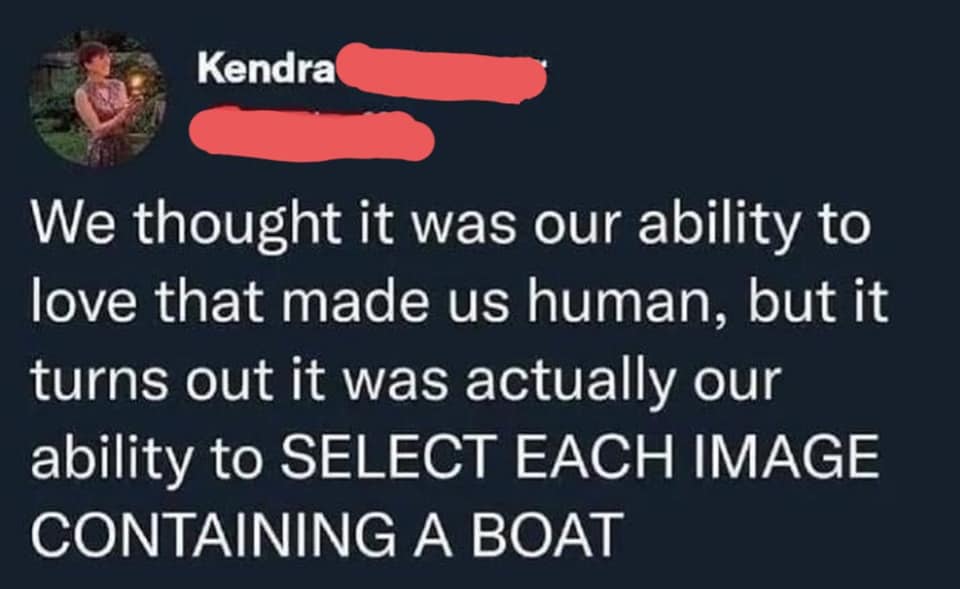 Kendra
We thought it was our ability to
love that made us human, but it
turns out it was actually our
ability to SELECT EACH IMAGE
CONTAINING A BOAT